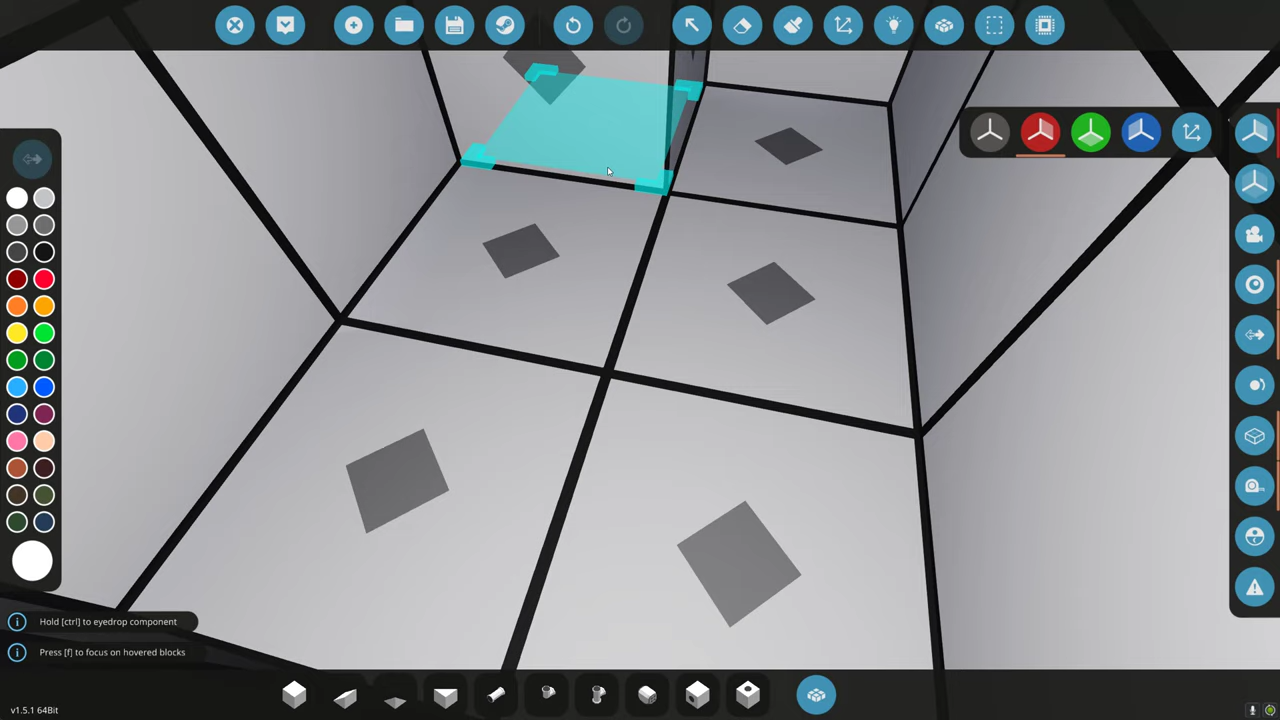 Hold [ctrl] to eyedrop component
Press [f] to focus on hovered blocks
v1.5.1 64Bit